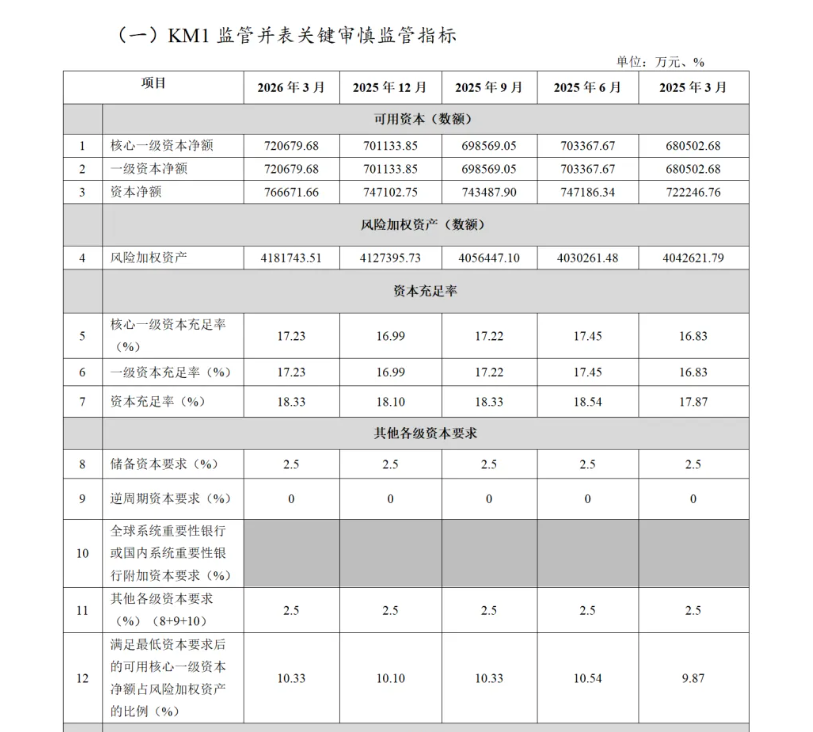 （一）KM1 监管并表关键审慎监管指标
单位：万元、%
项目 2026 年 3 月 2025 年 12 月 2025 年 9 月 2025 年 6 月 2025 年 3 月
可用资本（数额）
1 核心一级资本净额 720679.68 701133.85 698569.05 703367.67 680502.68
2 一级资本净额 720679.68 701133.85 698569.05 703367.67 680502.68
3 资本净额 766671.66 747102.75 743487.90 747186.34 722246.76
风险加权资产（数额）
4 风险加权资产 4181743.51 4127395.73 4056447.10 4030261.48 4042621.79
资本充足率
核心一级资本充足率
5 17.23 16.99 17.22 17.45 16.83
（%）
6 一级资本充足率（%） 17.23 16.99 17.22 17.45 16.83
7 资本充足率（%） 18.33 18.10 18.33 18.54 17.87
其他各级资本要求
8 储备资本要求（%） 2.5 2.5 2.5 2.5 2.5
9 逆周期资本要求（%） 0 0 0 0 0
全球系统重要性银行
10 或国内系统重要性银
行附加资本要求（%）
其他各级资本要求
11 2.5 2.5 2.5 2.5 2.5
（%）（8+9+10）
满足最低资本要求后
的可用核心一级资本
12 10.33 10.10 10.33 10.54 9.87
净额占风险加权资产
的比例（%）